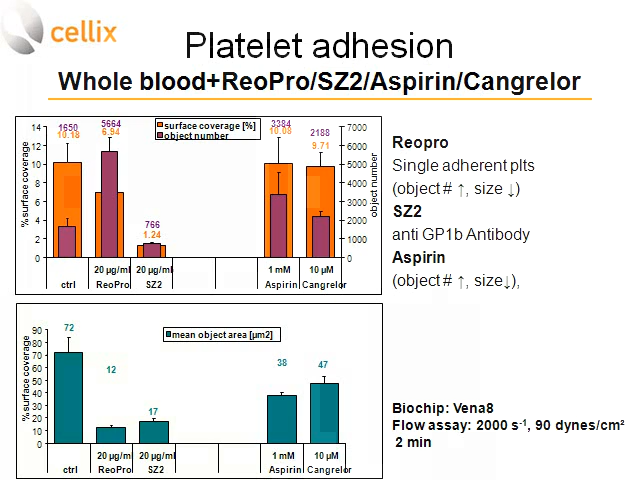 cellix
Platelet adhesion
Whole blood+ReoPro/SZ2/Aspirin/Cangrelor
% surface coverage
14
12
10
8
6
4
2
0
1650
10.18
5664
6.94
766
1.24
3384
10.08
2188
9.71
surface coverage [%]
object number
7000
6000
5000
4000
3000
2000
1000
0
object number
20 µg/ml 20 µg/ml 1 mM 10 µM
ctrl ReoPro SZ2 Aspirin Cangrelor
Reopro
Single adherent plts
(object # ↑, size ↓)
SZ2
anti GP1b Antibody
Aspirin
(object # ↑, size↓),
%surface coverage
90
80
70
60
50
40
30
20
10
0
72
12
17
38
47
mean object area [µm2]
20 µg/ml 20 µg/ml 1 mM 10 µM
ctrl ReoPro SZ2 Aspirin Cangrelor
Biochip: Vena8
Flow assay: 2000 s⁻¹, 90 dynes/cm²
2 min